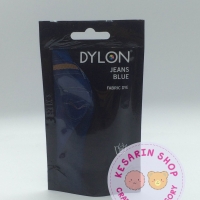 DYLON
JEANS
BLUE
FABRIC DYE
KESARIN SHOP